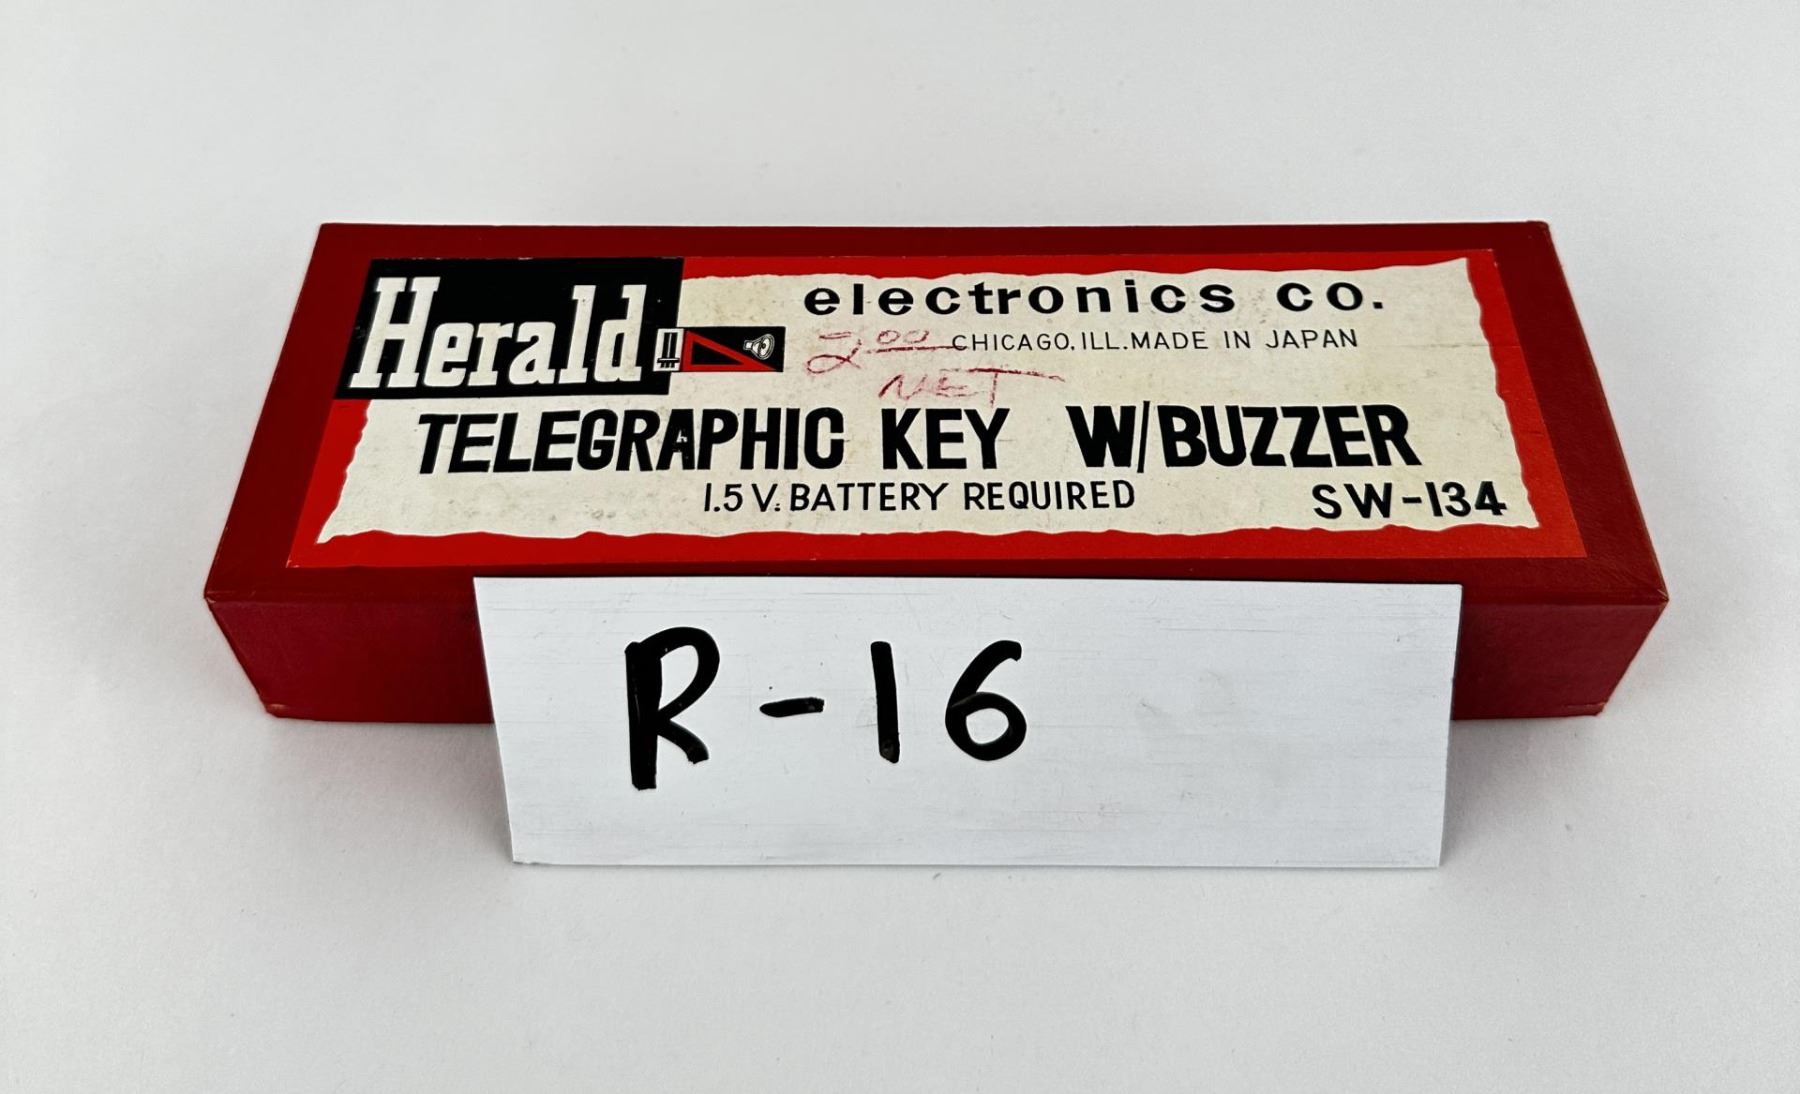 Herald
electronics co.
2.00 CHICAGO, ILL. MADE IN JAPAN
NET
TELEGRAPHIC KEY W/BUZZER
1.5 V. BATTERY REQUIRED
SW-134
R-16